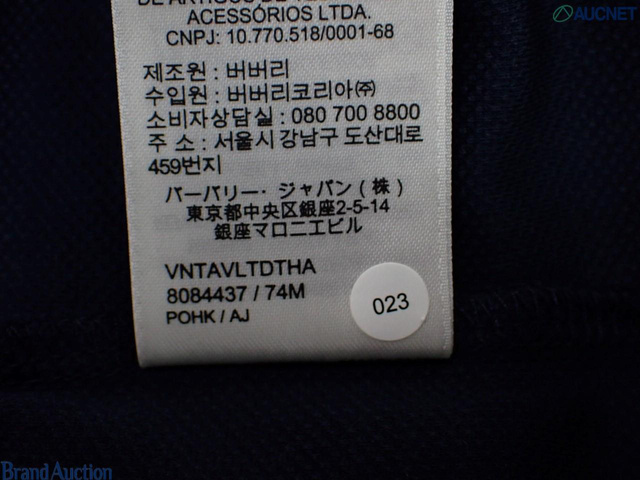 ACESSÓRIOS LTDA.
CNPJ: 10.770.518/0001-68
제조원 : 버버리
수입원 : 버버리코리아㈜
소비자상담실 : 080 700 8800
주 소 : 서울시 강남구 도산대로
459번지
バーバリー・ジャパン（株）
東京都中央区銀座2-5-14
銀座マロニエビル
VNTAVLTDTHA
8084437 / 74M
POHK / AJ
023
AUCNET
Brand Auction